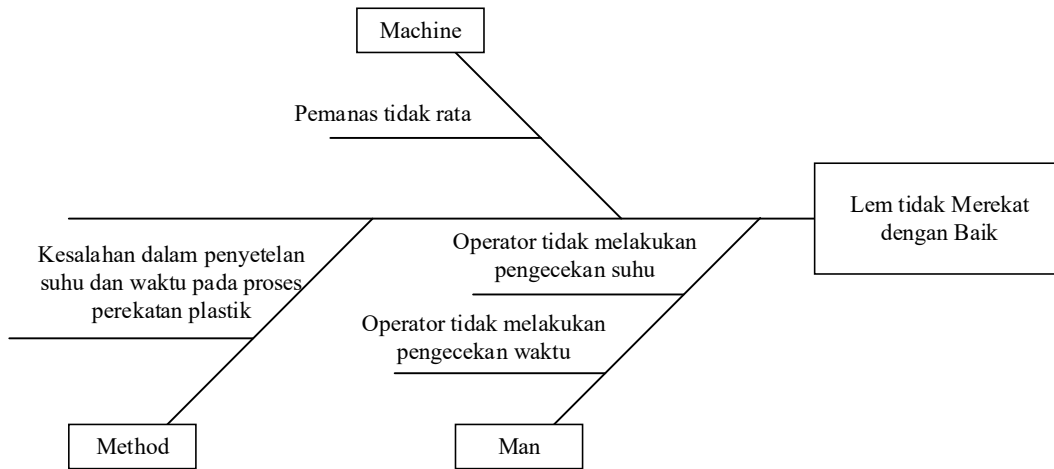 Machine
Pemanas tidak rata
Lem tidak Merekat
dengan Baik
Kesalahan dalam penyetelan
suhu dan waktu pada proses
perekatan plastik
Operator tidak melakukan
pengecekan suhu
Operator tidak melakukan
pengecekan waktu
Method
Man